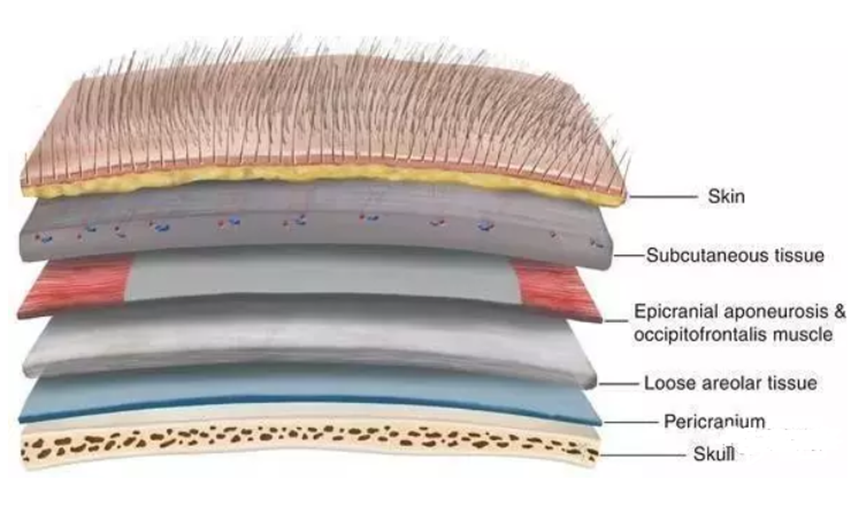 Skin
Subcutaneous tissue
Epicranial aponeurosis &
occipitofrontalis muscle
Loose areolar tissue
Pericranium
Skull